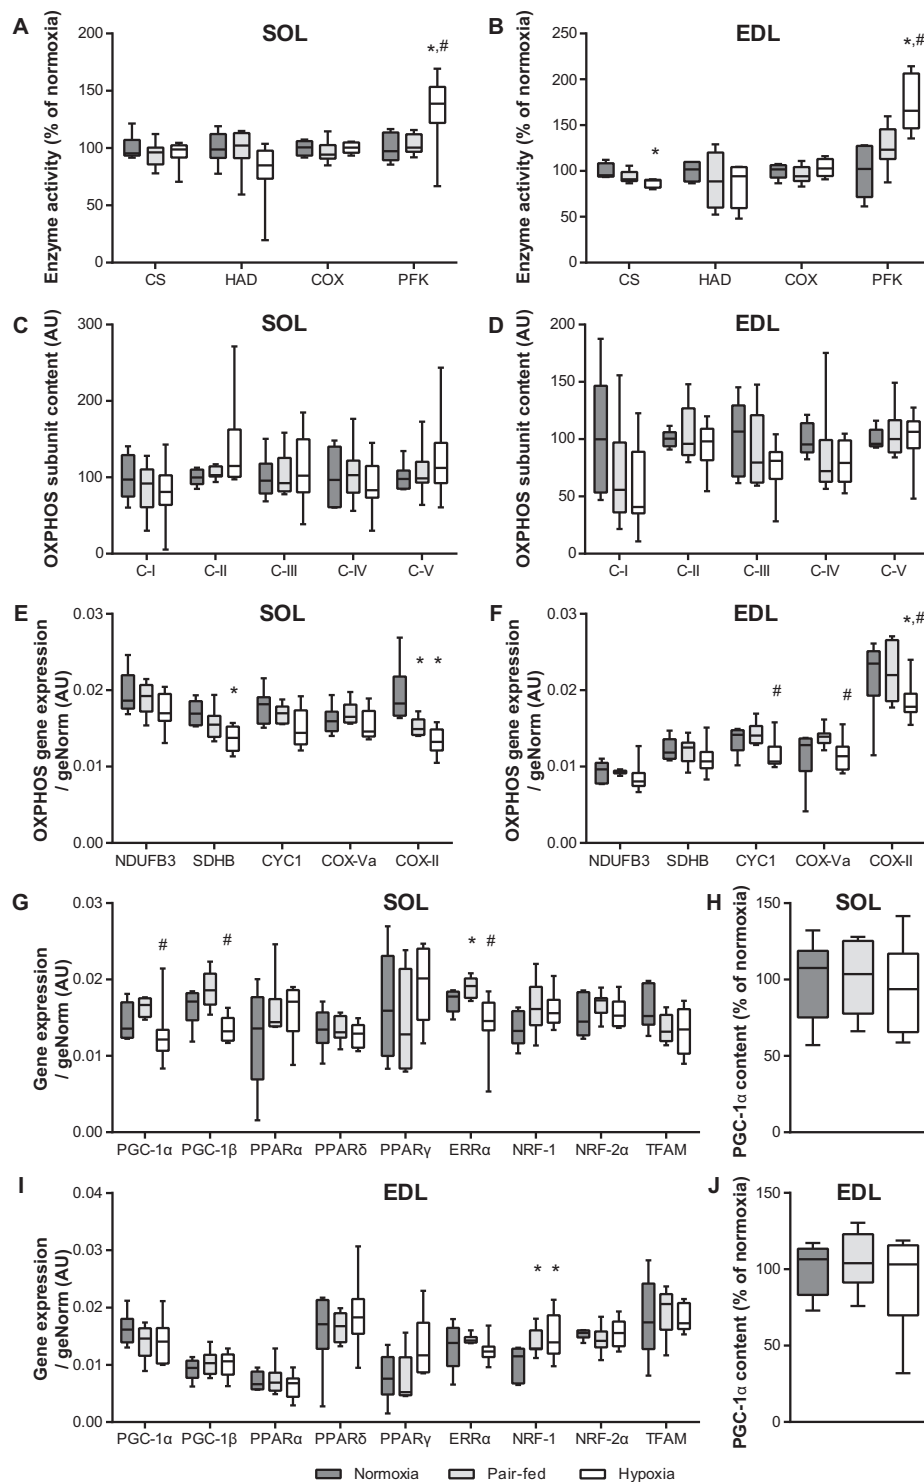 A
SOL
Enzyme activity (% of normoxia)
200
150
100
50
0
*,#
CS HAD COX PFK
B
EDL
Enzyme activity (% of normoxia)
250
200
150
100
50
0
*
*,#
CS HAD COX PFK
C
SOL
OXPHOS subunit content (AU)
300
200
100
0
C-I C-II C-III C-IV C-V
D
EDL
OXPHOS subunit content (AU)
200
150
100
50
0
C-I C-II C-III C-IV C-V
E
SOL
OXPHOS gene expression
/ geNorm (AU)
0.03
0.02
0.01
0.00
*
* *
NDUFB3 SDHB CYC1 COX-Va COX-II
F
EDL
OXPHOS gene expression
/ geNorm (AU)
0.03
0.02
0.01
0.00
#
#
*,#
NDUFB3 SDHB CYC1 COX-Va COX-II
G
SOL
Gene expression
/ geNorm (AU)
0.03
0.02
0.01
0.00
#
#
* #
PGC-1α PGC-1β PPARα PPARδ PPARγ ERRα NRF-1 NRF-2α TFAM
H
SOL
PGC-1α content (% of normoxia)
150
100
50
0
I
EDL
Gene expression
/ geNorm (AU)
0.04
0.03
0.02
0.01
0.00
* *
PGC-1α PGC-1β PPARα PPARδ PPARγ ERRα NRF-1 NRF-2α TFAM
J
EDL
PGC-1α content (% of normoxia)
150
100
50
0
Normoxia Pair-fed Hypoxia